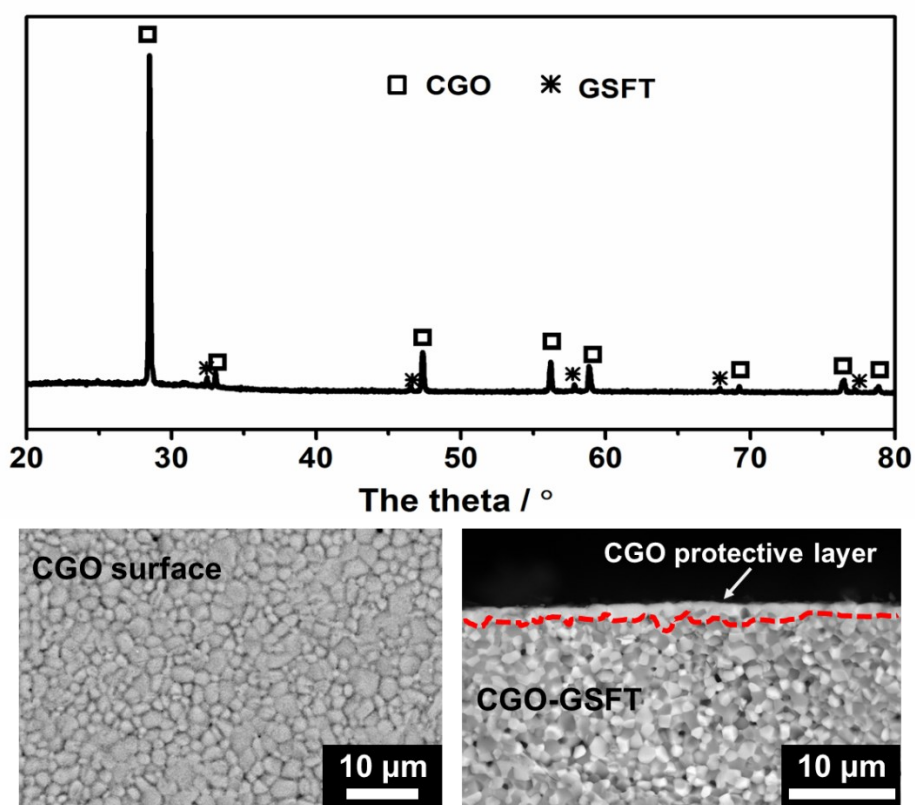 CGO GSFT
20 30 40 50 60 70 80
The theta / °
CGO surface
10 µm
CGO protective layer
CGO-GSFT
10 µm